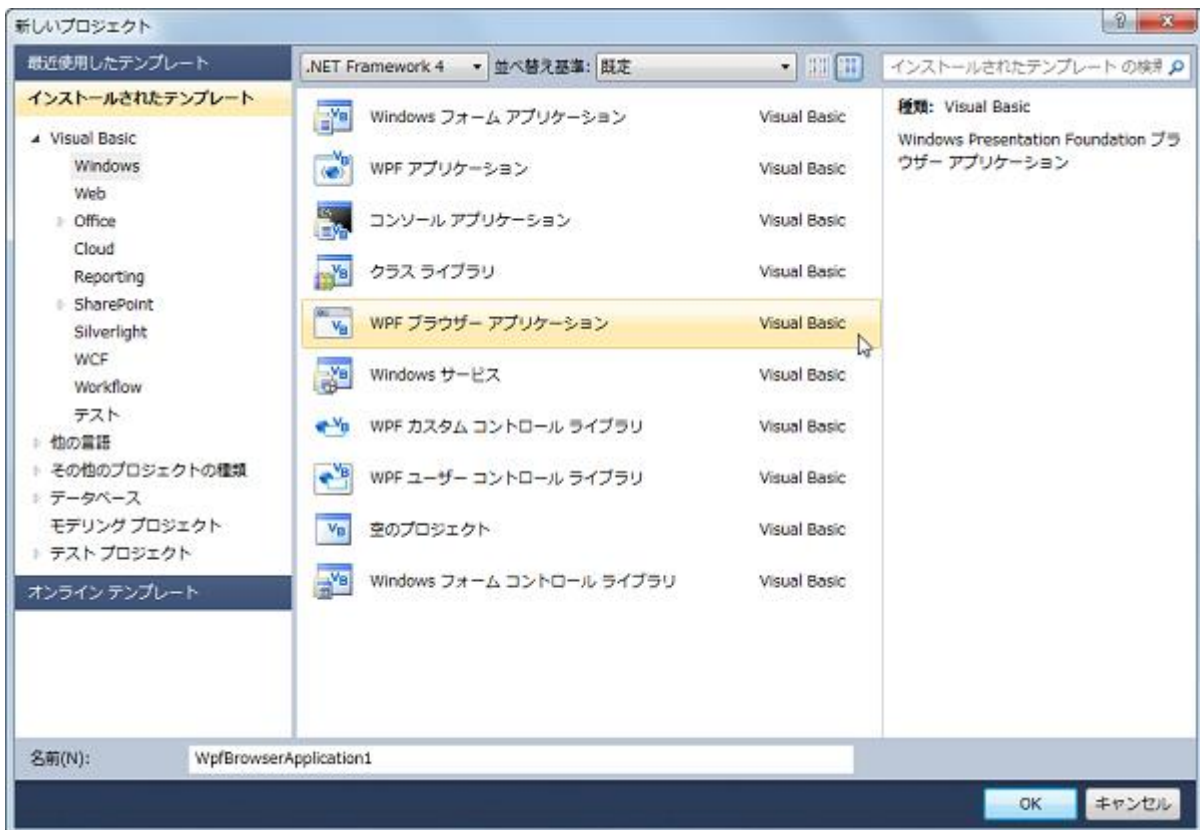 新しいプロジェクト
最近使用したテンプレート
.NET Framework 4
並べ替え基準: 既定
インストールされたテンプレート の検
インストールされたテンプレート
Visual Basic
Windows
Web
Office
Cloud
Reporting
SharePoint
Silverlight
WCF
Workflow
テスト
他の言語
その他のプロジェクトの種類
データベース
モデリング プロジェクト
テスト プロジェクト
オンライン テンプレート
Windows フォーム アプリケーション Visual Basic
WPF アプリケーション Visual Basic
コンソール アプリケーション Visual Basic
クラス ライブラリ Visual Basic
WPF ブラウザー アプリケーション Visual Basic
Windows サービス Visual Basic
WPF カスタム コントロール ライブラリ Visual Basic
WPF ユーザー コントロール ライブラリ Visual Basic
空のプロジェクト Visual Basic
Windows フォーム コントロール ライブラリ Visual Basic
種類: Visual Basic
Windows Presentation Foundation ブラ
ウザー アプリケーション
名前(N): WpfBrowserApplication1
OK キャンセル